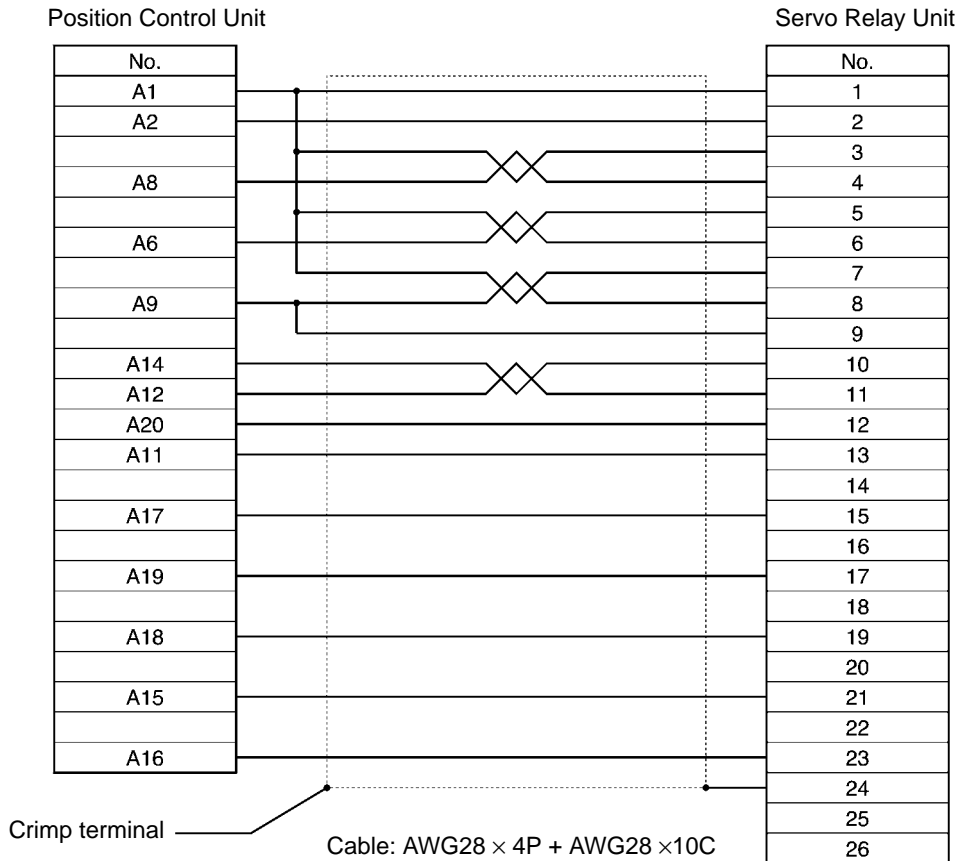 Position Control Unit
Servo Relay Unit
No.
No.
A1
1
A2
2
3
A8
4
5
A6
6
7
A9
8
9
A14
10
A12
11
A20
12
A11
13
14
A17
15
16
A19
17
18
A18
19
20
A15
21
22
A16
23
24
25
26
Crimp terminal
Cable: AWG28 × 4P + AWG28 ×10C